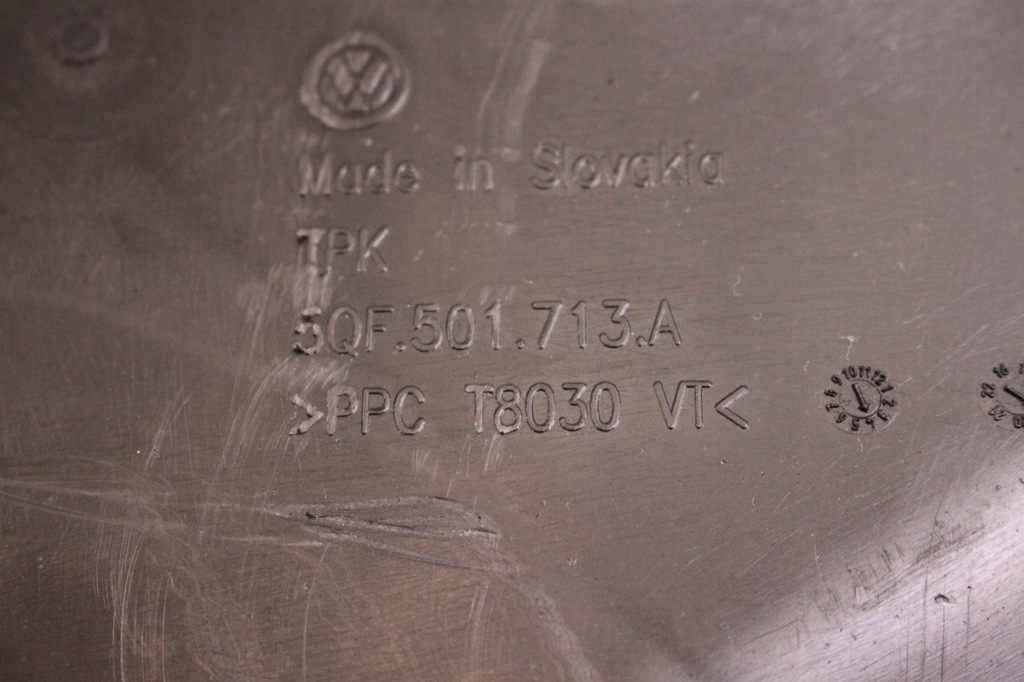 Made in Slovakia
TPK
5QF.501.713.A
>PPC T8030 VT<